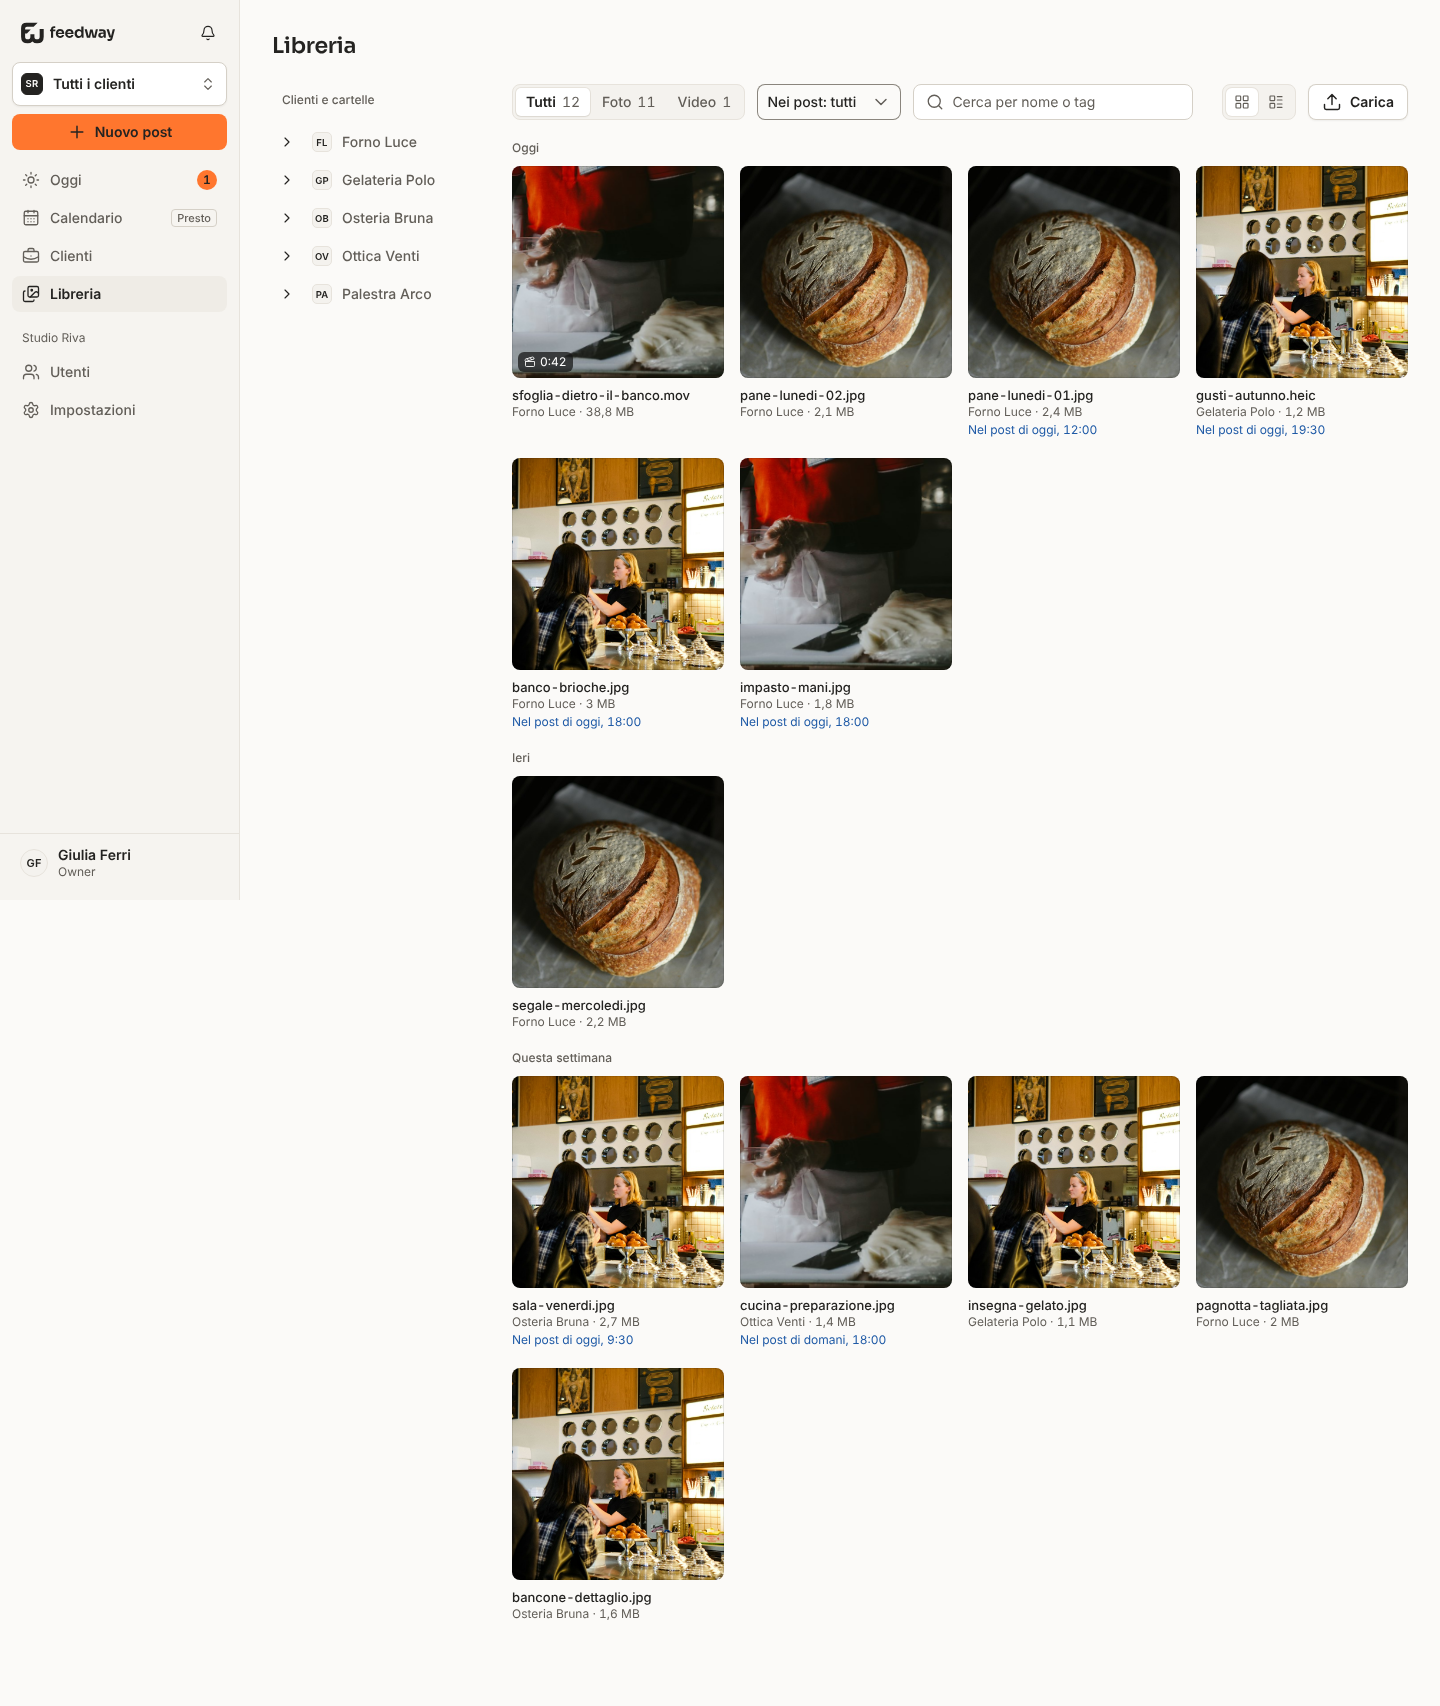 feedway
SR Tutti i clienti
Nuovo post
Oggi 1
Calendario Presto
Clienti
Libreria
Studio Riva
Utenti
Impostazioni
GF Giulia Ferri
Owner
Libreria
Clienti e cartelle
FL Forno Luce
GP Gelateria Polo
OB Osteria Bruna
OV Ottica Venti
PA Palestra Arco
Tutti 12 Foto 11 Video 1
Nei post: tutti
Cerca per nome o tag
Carica
Oggi
0:42
sfoglia-dietro-il-banco.mov
Forno Luce · 38,8 MB
pane-lunedi-02.jpg
Forno Luce · 2,1 MB
pane-lunedi-01.jpg
Forno Luce · 2,4 MB
Nel post di oggi, 12:00
gusti-autunno.heic
Gelateria Polo · 1,2 MB
Nel post di oggi, 19:30
banco-brioche.jpg
Forno Luce · 3 MB
Nel post di oggi, 18:00
impasto-mani.jpg
Forno Luce · 1,8 MB
Nel post di oggi, 18:00
Ieri
segale-mercoledi.jpg
Forno Luce · 2,2 MB
Questa settimana
sala-venerdi.jpg
Osteria Bruna · 2,7 MB
Nel post di oggi, 9:30
cucina-preparazione.jpg
Ottica Venti · 1,4 MB
Nel post di domani, 18:00
insegna-gelato.jpg
Gelateria Polo · 1,1 MB
pagnotta-tagliata.jpg
Forno Luce · 2 MB
bancone-dettaglio.jpg
Osteria Bruna · 1,6 MB